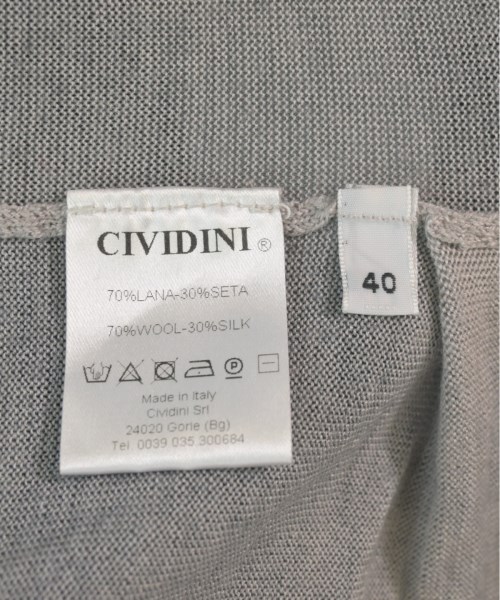 CIVIDINI ®
70%LANA-30%SETA
70%WOOL-30%SILK
Made in Italy
Cividini Srl
24020 Gorle (Bg)
Tel. 0039 035 300684
40